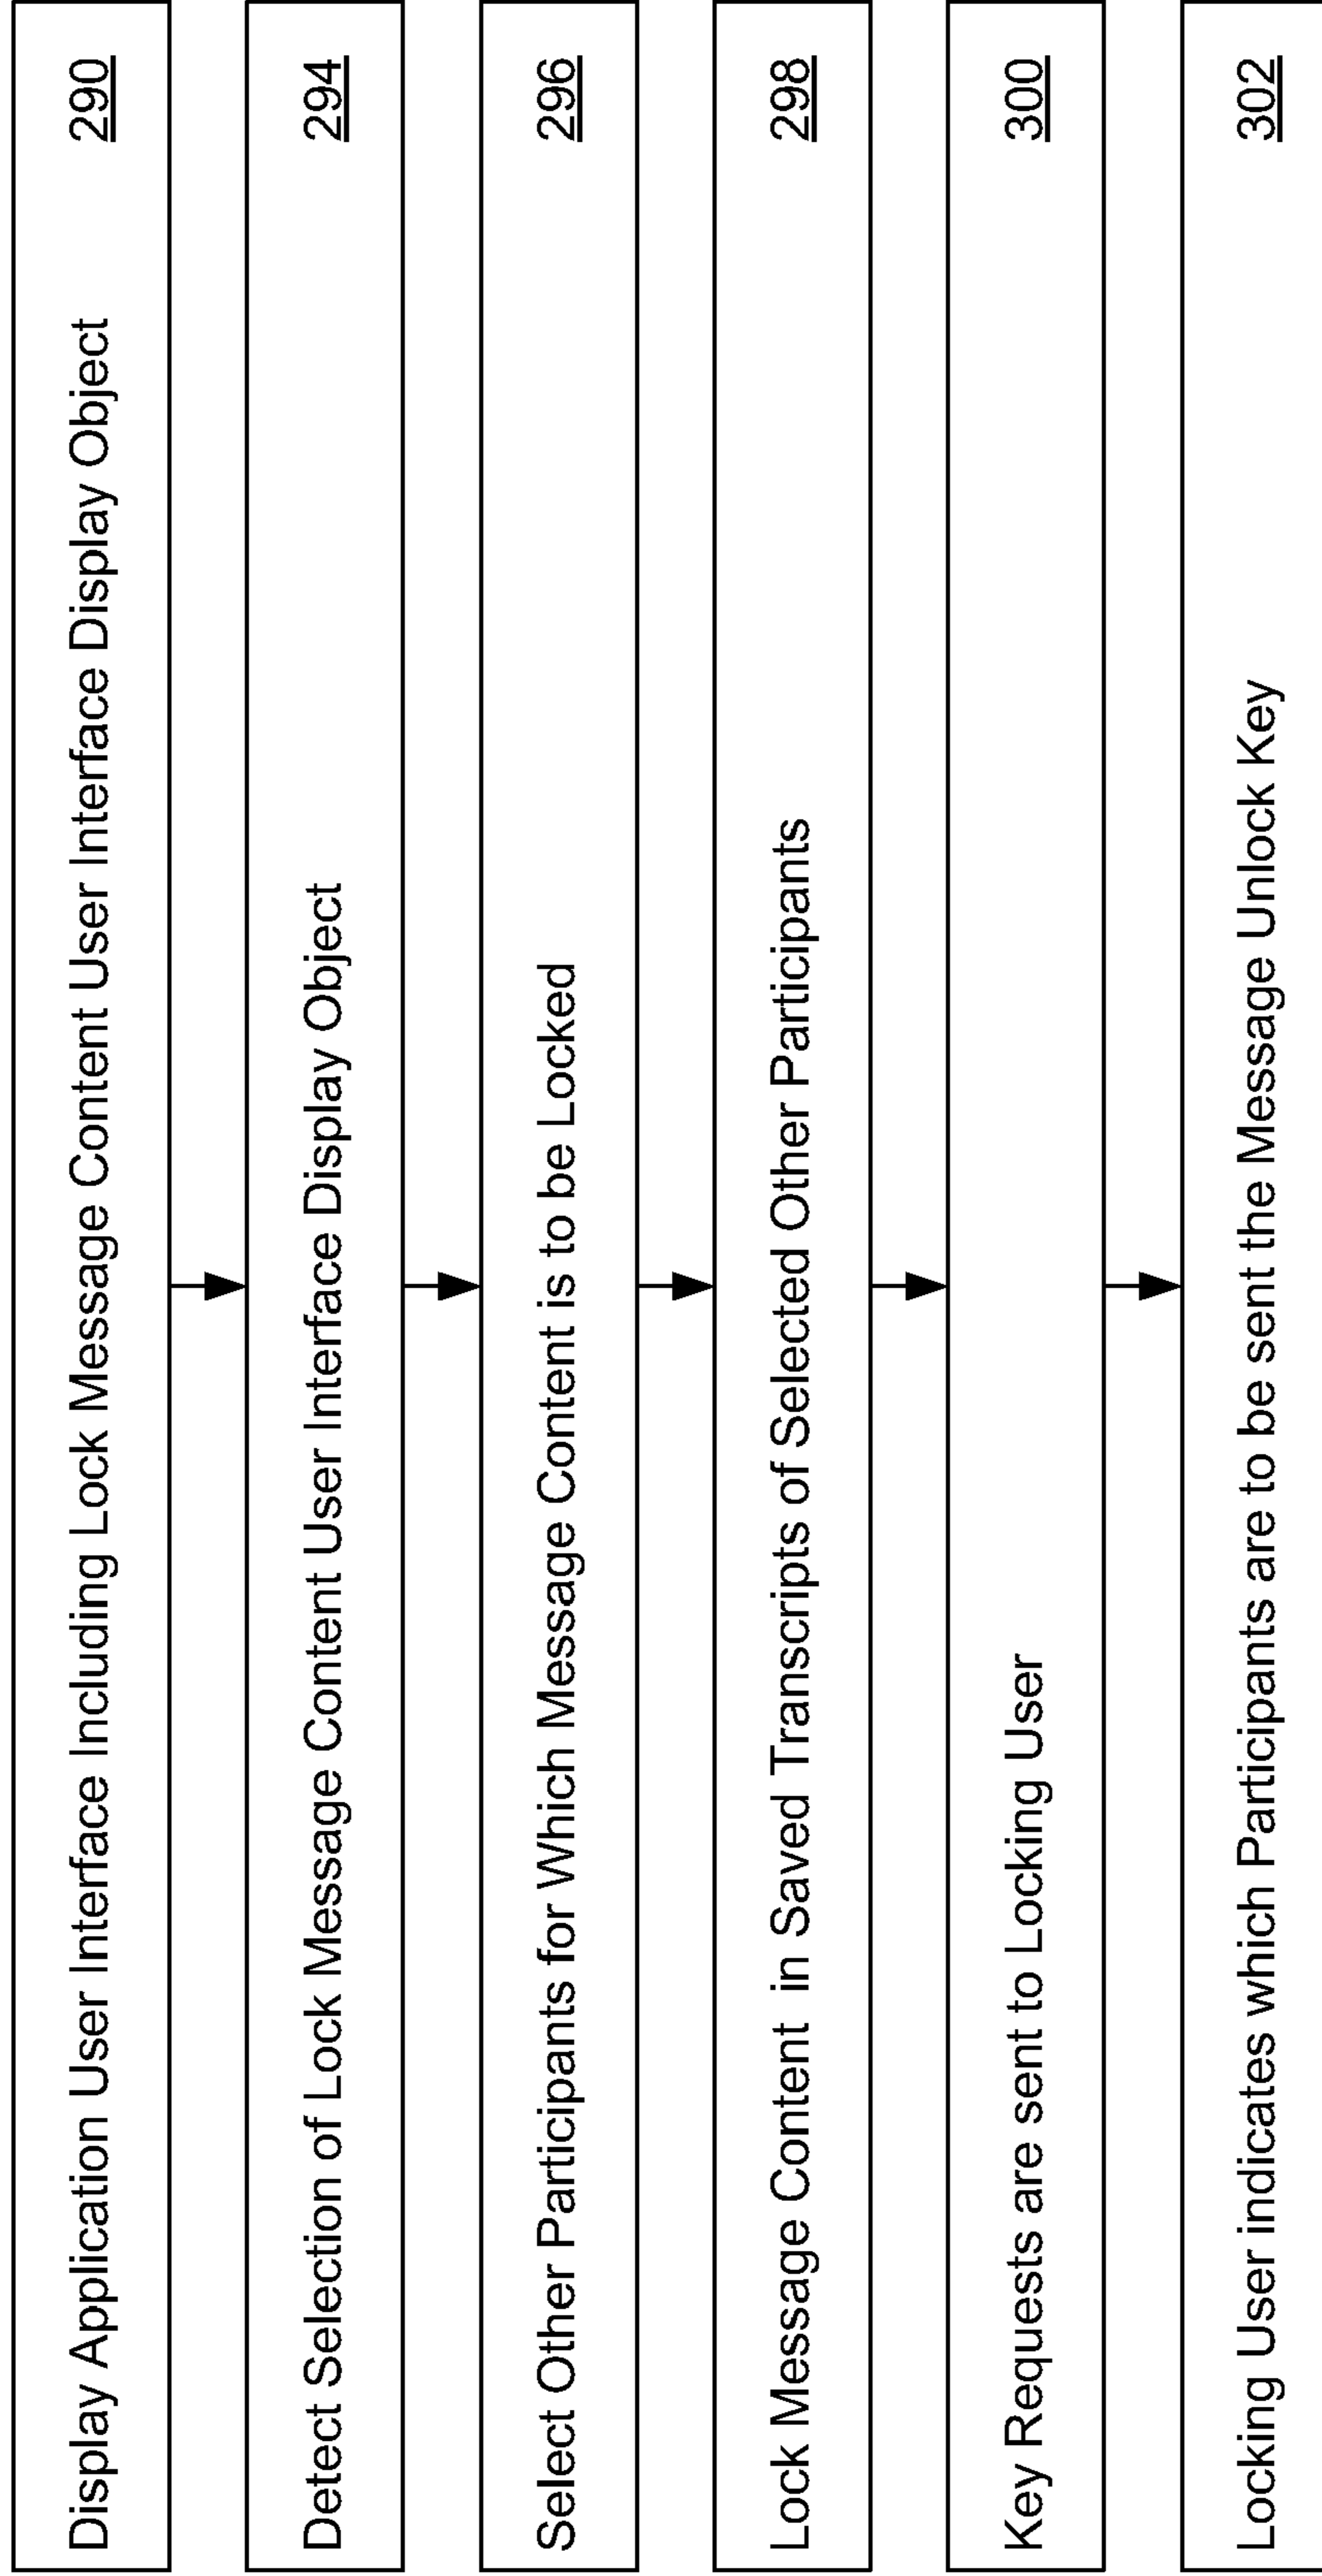 Display Application User Interface Including Lock Message Content User Interface Display Object 290
Detect Selection of Lock Message Content User Interface Display Object 294
Select Other Participants for Which Message Content is to be Locked 296
Lock Message Content in Saved Transcripts of Selected Other Participants 298
Key Requests are sent to Locking User 300
Locking User indicates which Participants are to be sent the Message Unlock Key 302